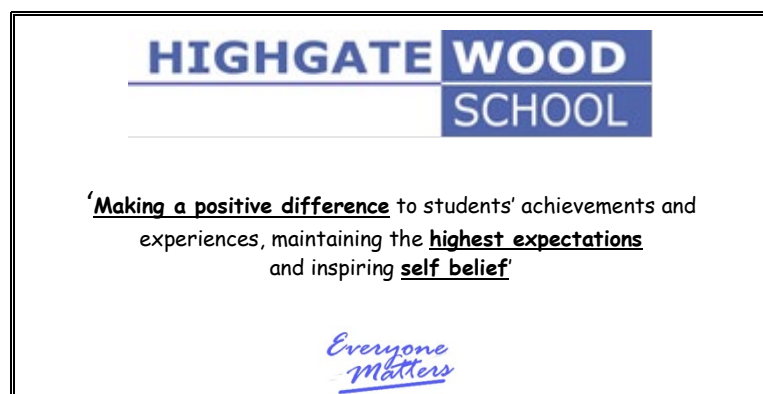 HIGHGATE WOOD
SCHOOL
‘Making a positive difference to students’ achievements and
experiences, maintaining the highest expectations
and inspiring self belief’
Everyone
Matters